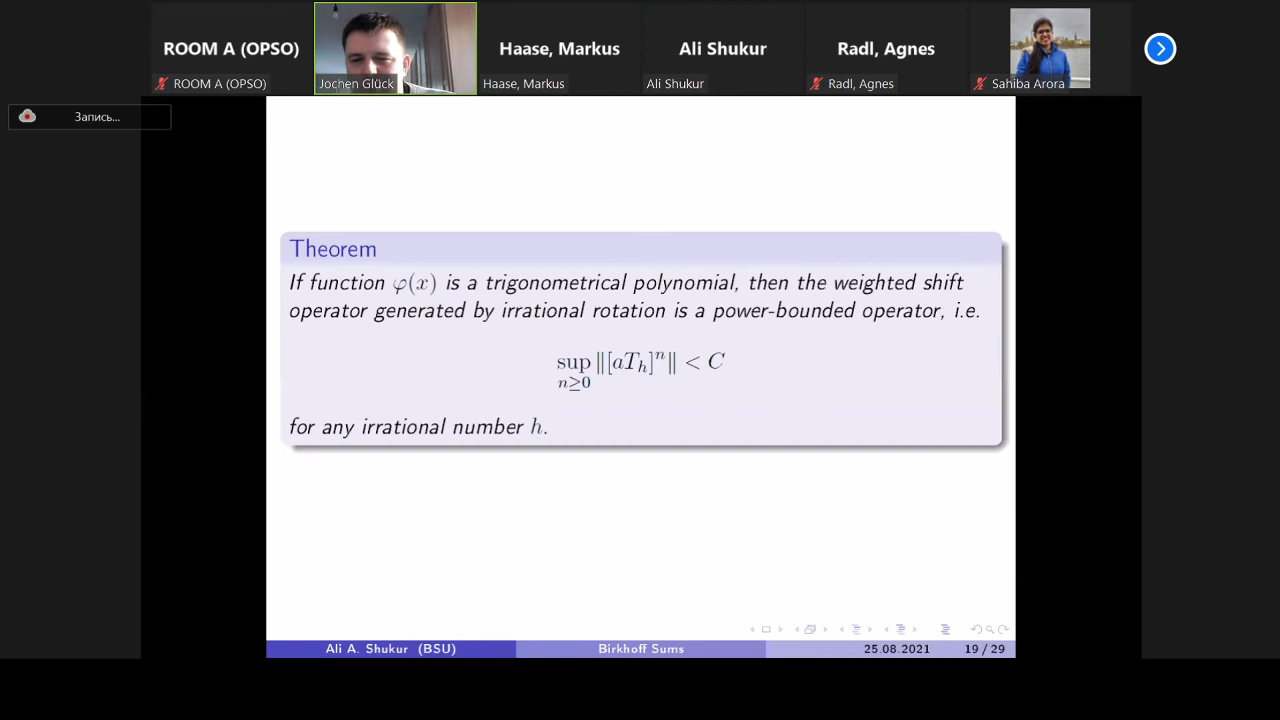 ROOM A (OPSO)
Haase, Markus
Ali Shukur
Radl, Agnes
ROOM A (OPSO)
Jochen Glück
Haase, Markus
Ali Shukur
Radl, Agnes
Sahiba Arora
Запись...
Theorem
If function φ(x) is a trigonometrical polynomial, then the weighted shift
operator generated by irrational rotation is a power-bounded operator, i.e.
sup ‖[aT_h]^n‖ < C
n≥0
for any irrational number h.
Ali A. Shukur (BSU)
Birkhoff Sums
25.08.2021
19 / 29